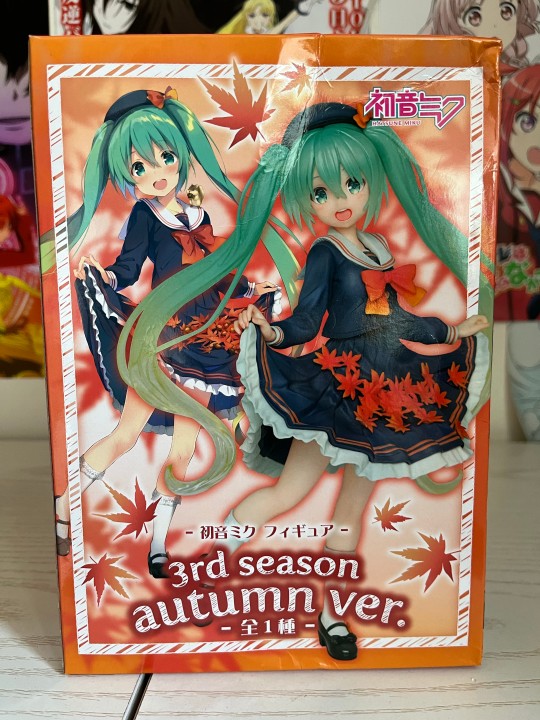 初音ミク
HATSUNE MIKU
- 初音ミク フィギュア -
3rd season
autumn ver.
- 全1種 -